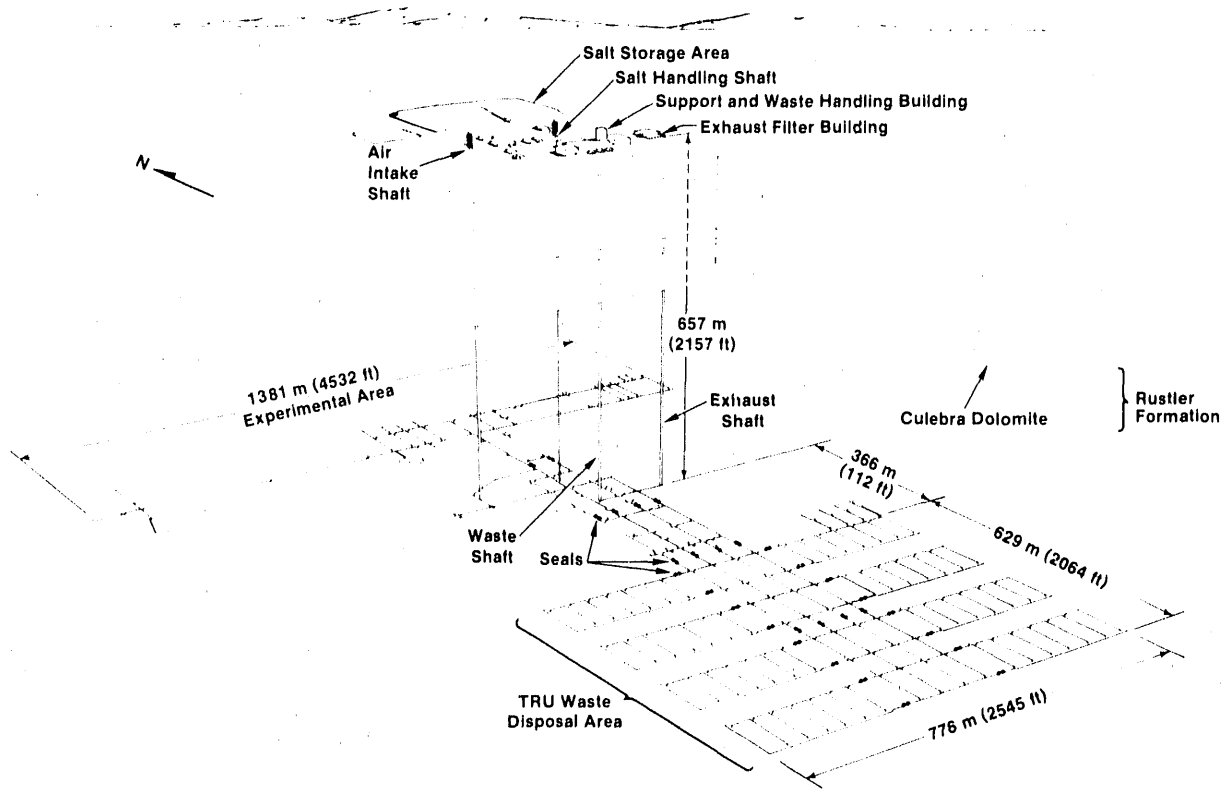 Salt Storage Area
Salt Handling Shaft
Support and Waste Handling Building
Exhaust Filter Building
Air
Intake
Shaft
N
657 m
(2157 ft)
1381 m (4532 ft)
Experimental Area
Exhaust
Shaft
Culebra Dolomite
Rustler
Formation
366 m
(112 ft)
629 m (2064 ft)
Waste
Shaft
Seals
TRU Waste
Disposal Area
776 m (2545 ft)